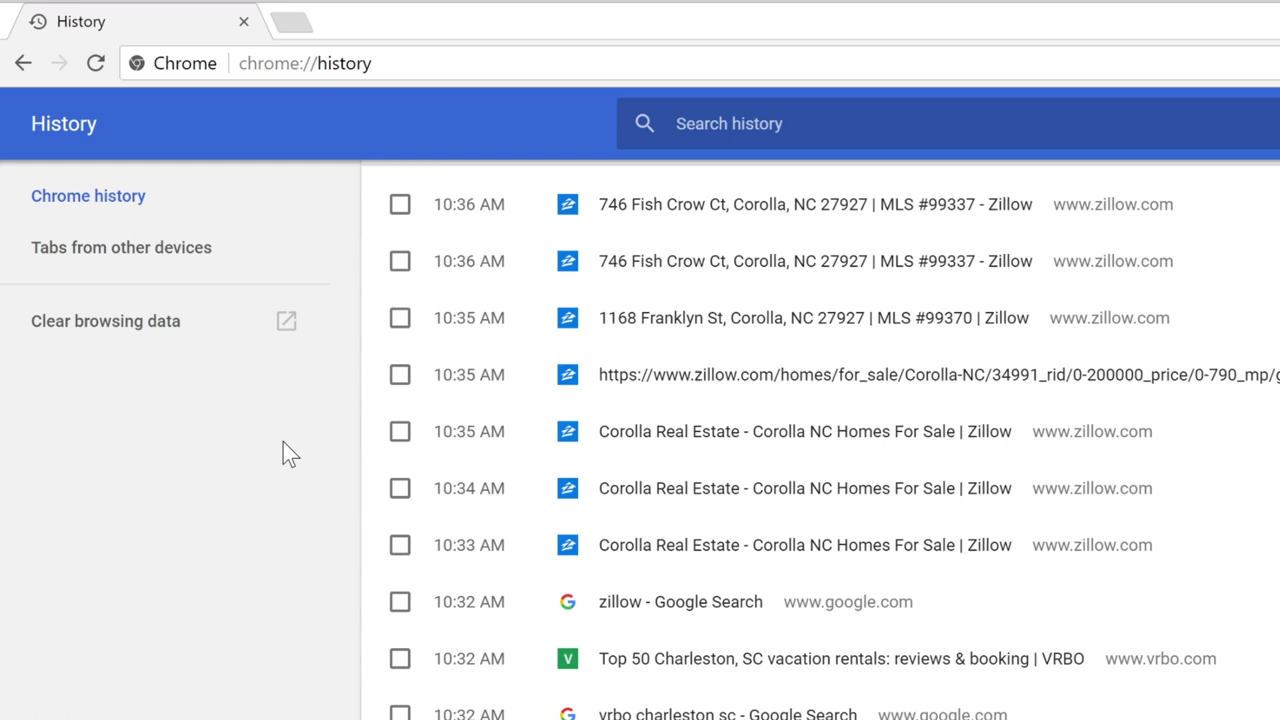 History
Chrome chrome://history
History
Search history
Chrome history
Tabs from other devices
Clear browsing data
10:36 AM 746 Fish Crow Ct, Corolla, NC 27927 | MLS #99337 - Zillow www.zillow.com
10:36 AM 746 Fish Crow Ct, Corolla, NC 27927 | MLS #99337 - Zillow www.zillow.com
10:35 AM 1168 Franklyn St, Corolla, NC 27927 | MLS #99370 | Zillow www.zillow.com
10:35 AM https://www.zillow.com/homes/for_sale/Corolla-NC/34991_rid/0-200000_price/0-790_mp/
10:35 AM Corolla Real Estate - Corolla NC Homes For Sale | Zillow www.zillow.com
10:34 AM Corolla Real Estate - Corolla NC Homes For Sale | Zillow www.zillow.com
10:33 AM Corolla Real Estate - Corolla NC Homes For Sale | Zillow www.zillow.com
10:32 AM zillow - Google Search www.google.com
10:32 AM V Top 50 Charleston, SC vacation rentals: reviews & booking | VRBO www.vrbo.com
10:32 AM vrbo charleston sc - Google Search www.google.com